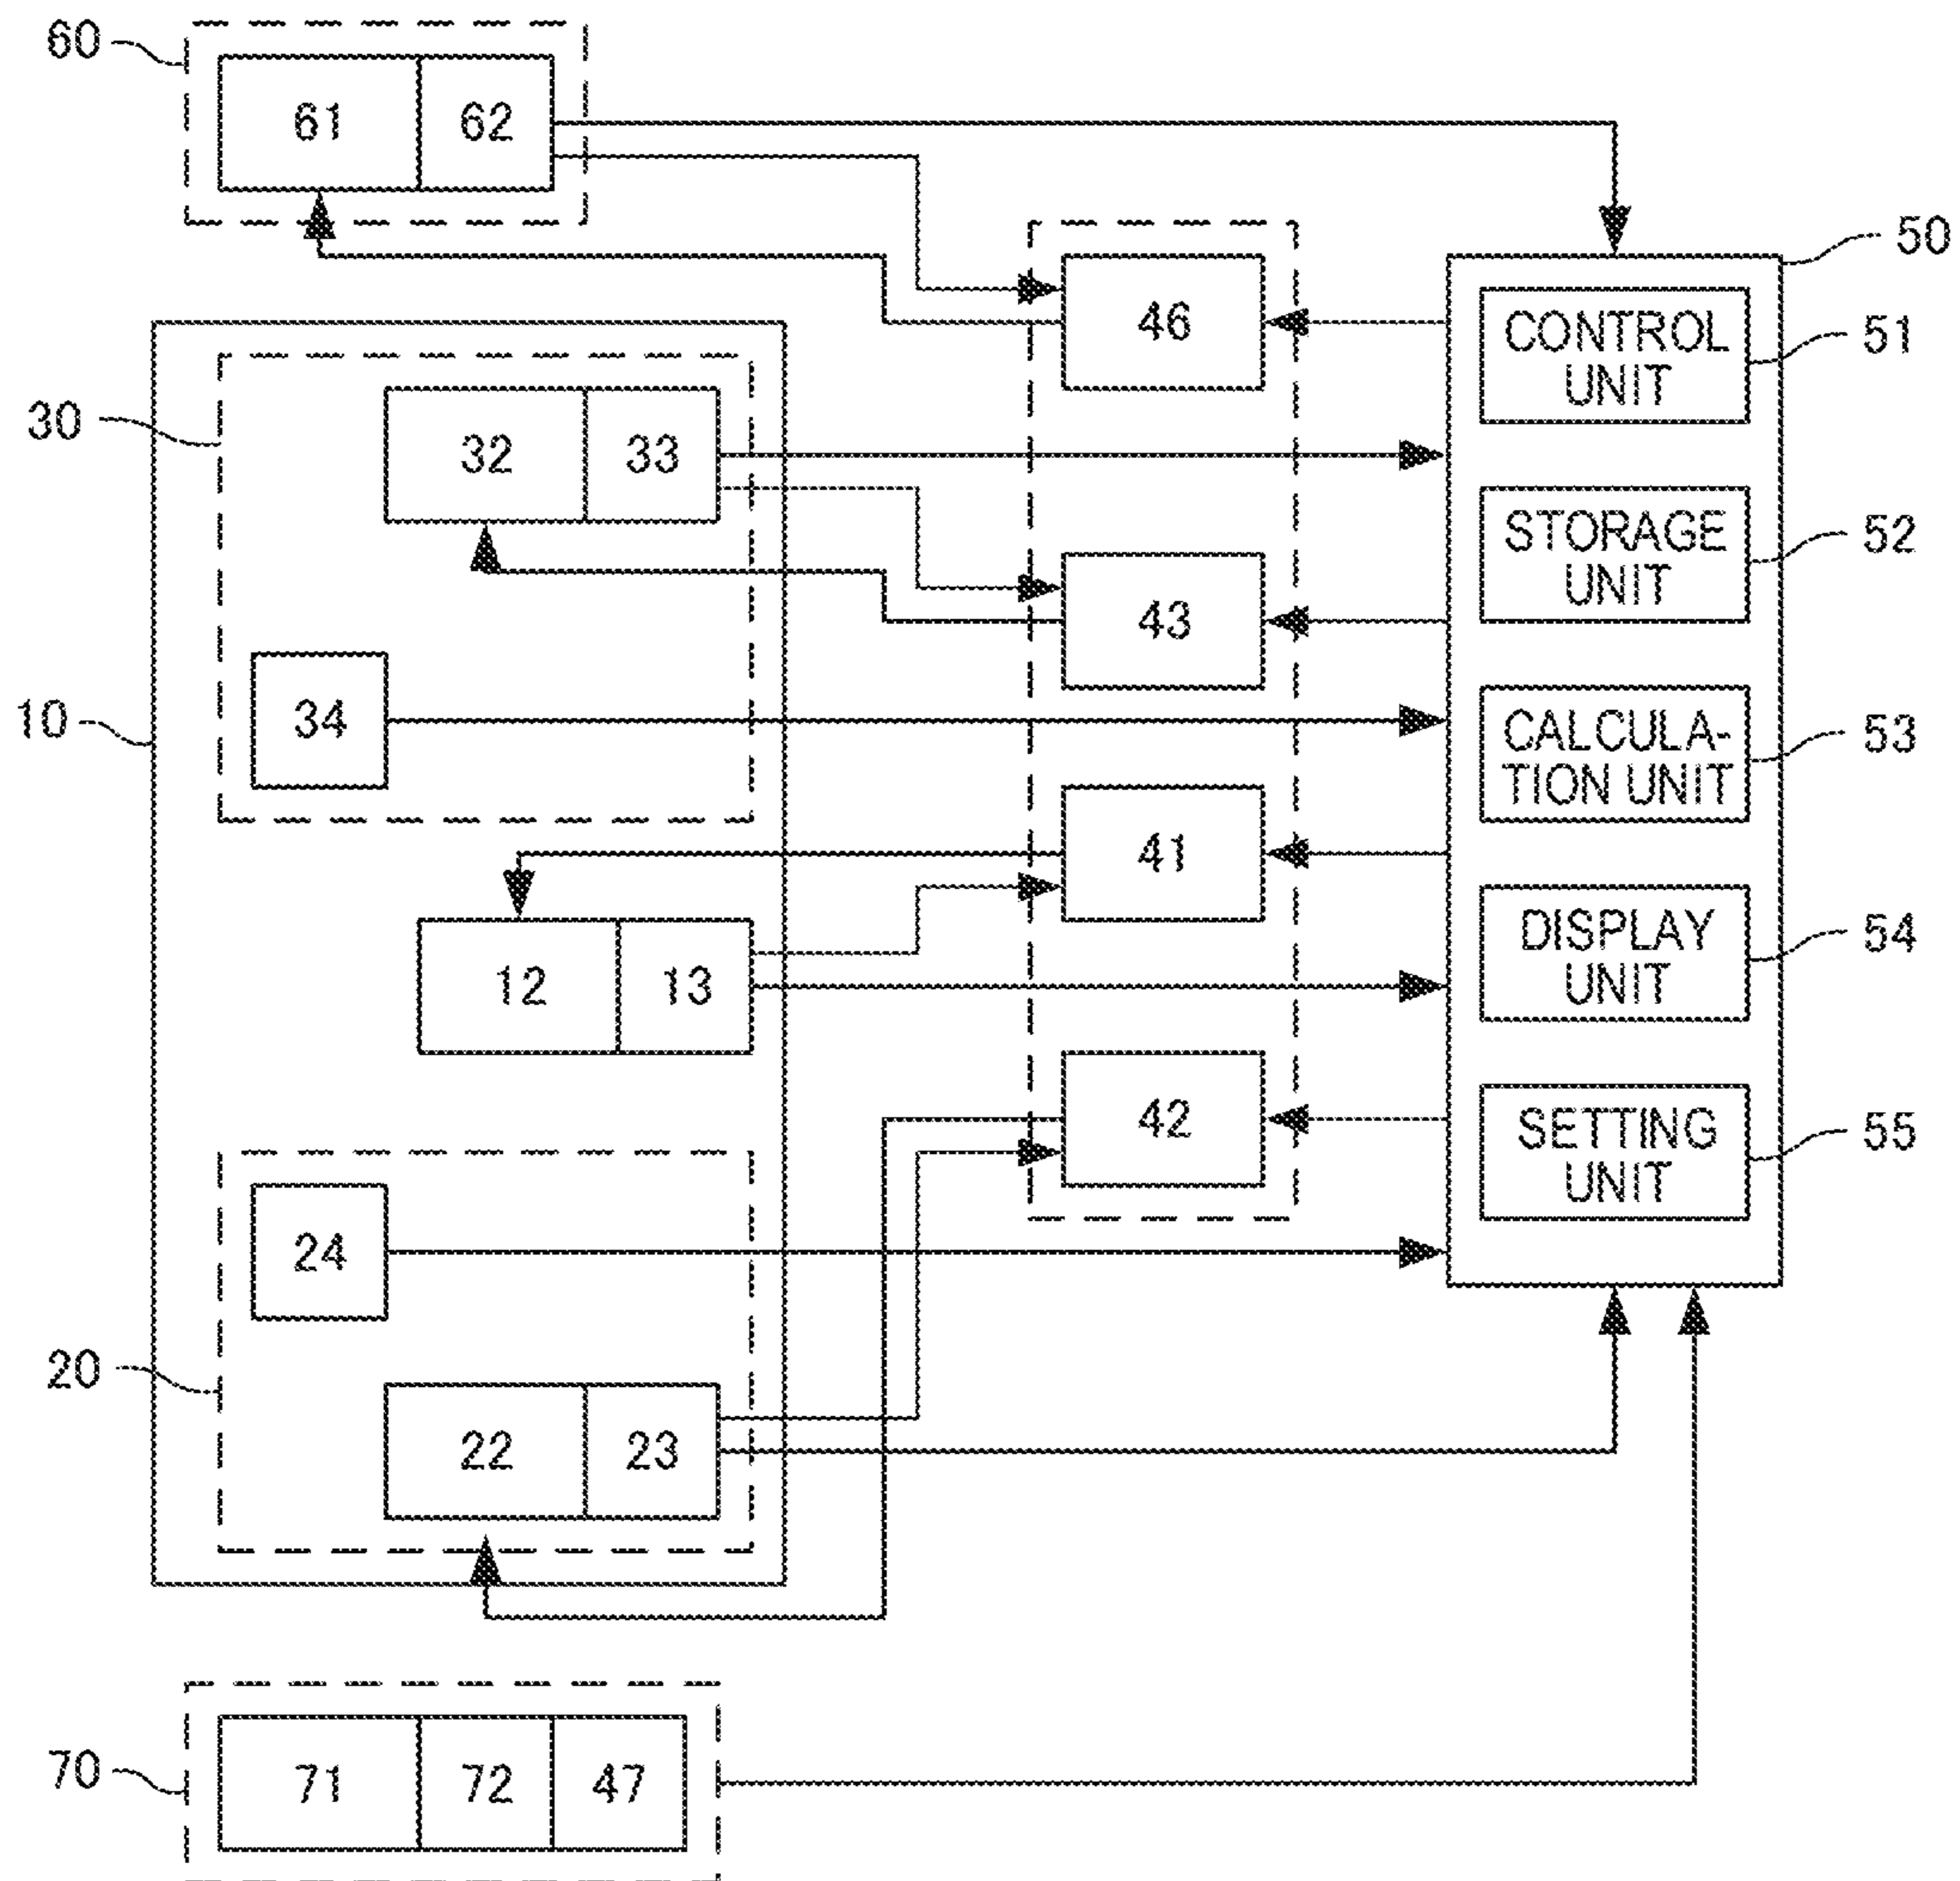 60
61
62
50
46
CONTROL
UNIT
51
30
32
33
STORAGE
UNIT
52
43
10
34
CALCULA-
TION UNIT
53
41
12
13
DISPLAY
UNIT
54
42
SETTING
UNIT
55
24
20
22
23
70
71
72
47